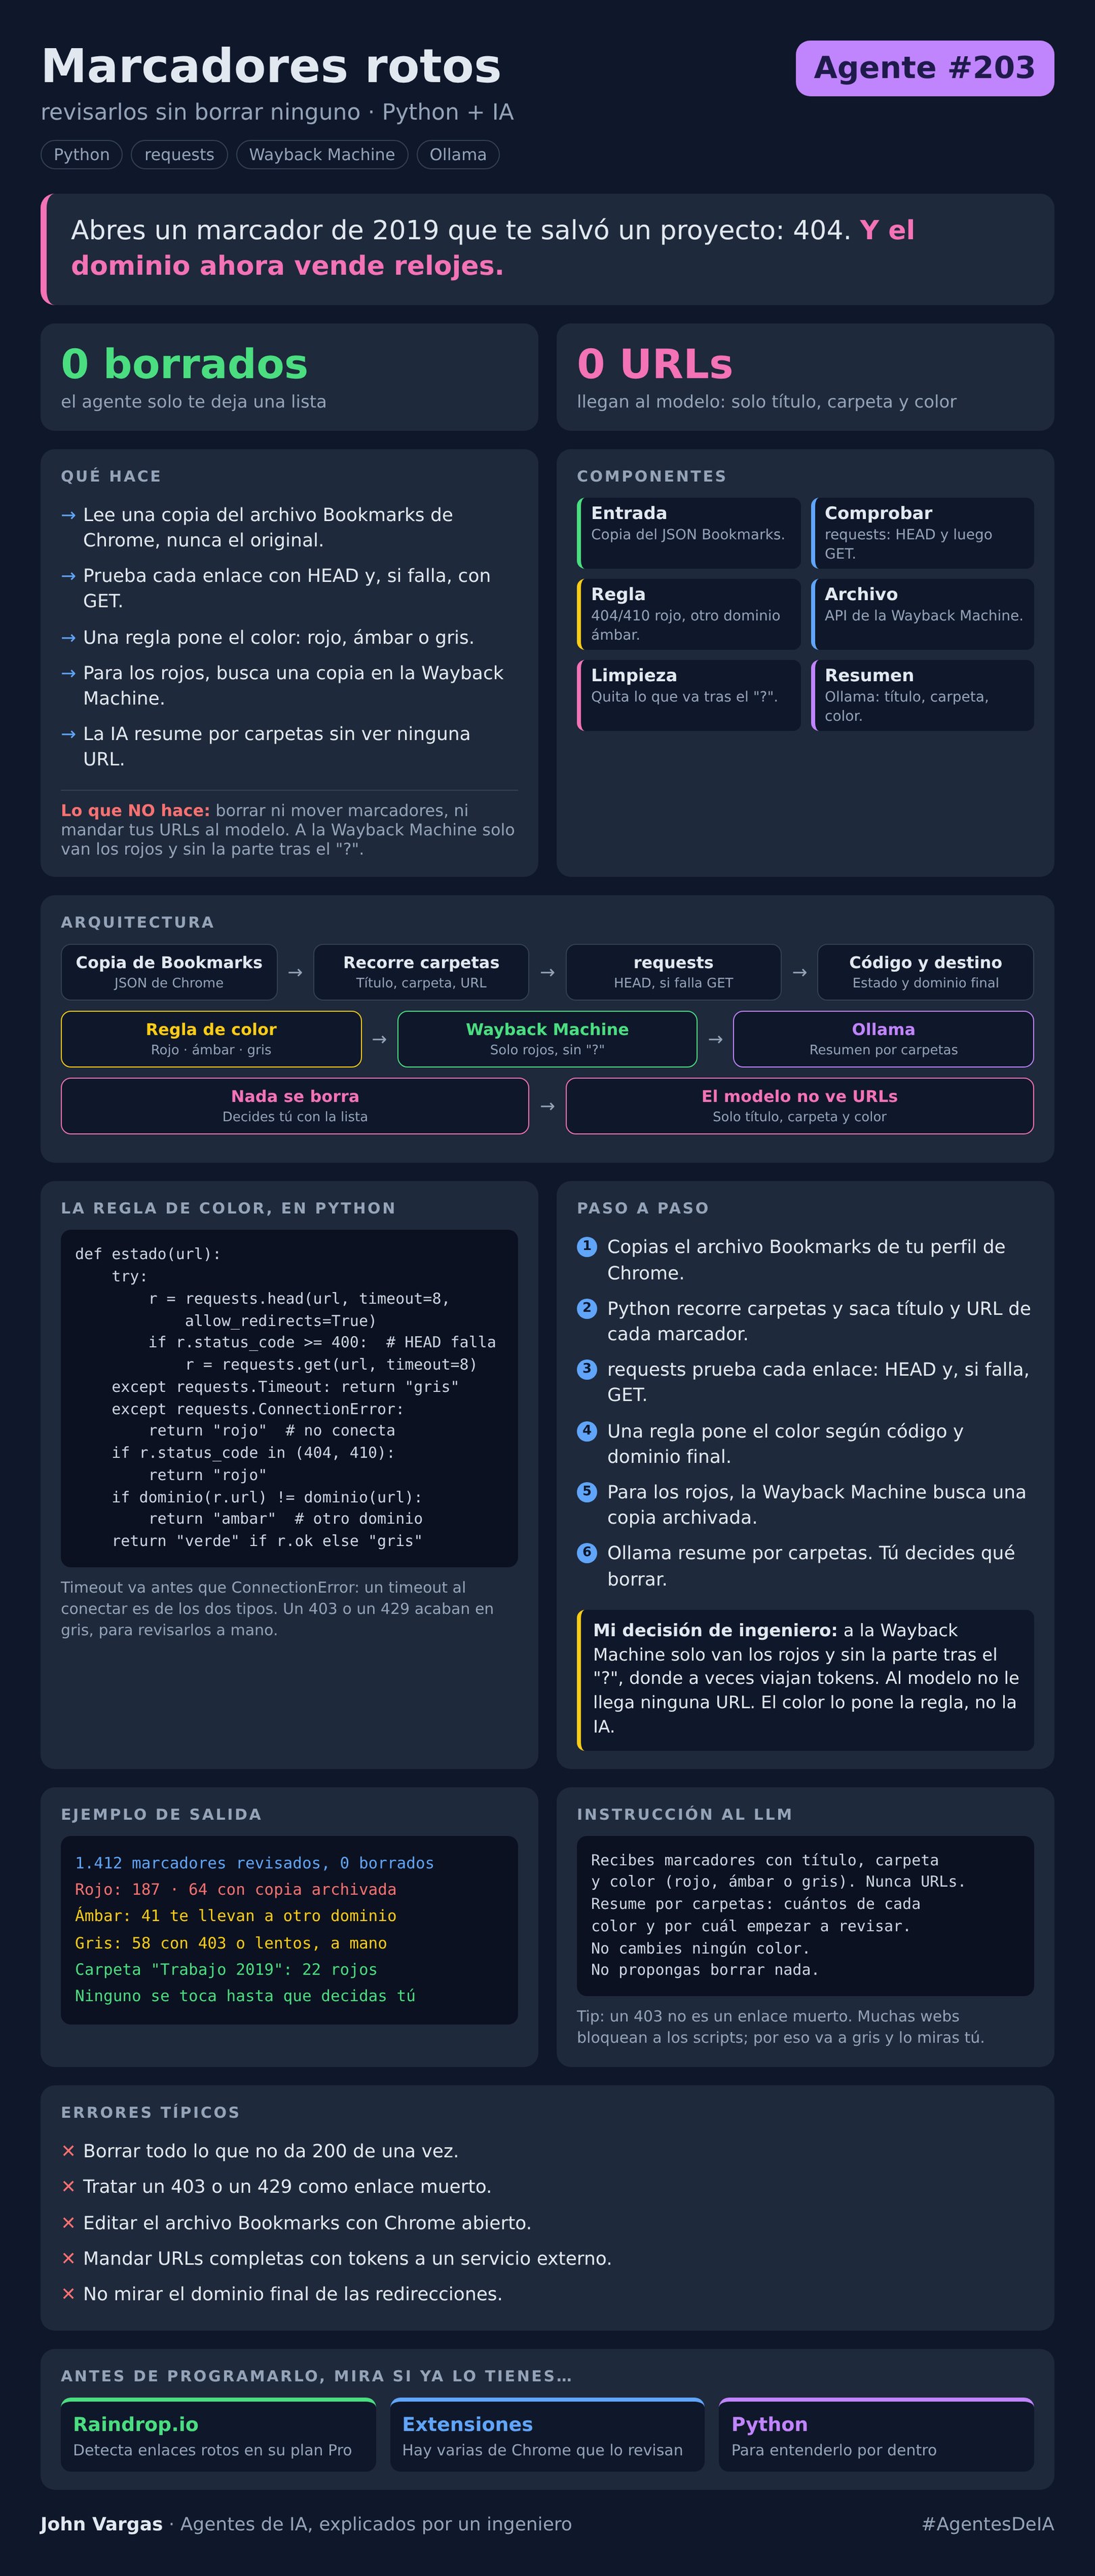 Marcadores rotos
Agente #203
revisarlos sin borrar ninguno · Python + IA
Python
requests
Wayback Machine
Ollama
Abres un marcador de 2019 que te salvó un proyecto: 404. Y el
dominio ahora vende relojes.
0 borrados
el agente solo te deja una lista
0 URLs
llegan al modelo: solo título, carpeta y color
QUÉ HACE
→ Lee una copia del archivo Bookmarks de
Chrome, nunca el original.
→ Prueba cada enlace con HEAD y, si falla, con
GET.
→ Una regla pone el color: rojo, ámbar o gris.
→ Para los rojos, busca una copia en la Wayback
Machine.
→ La IA resume por carpetas sin ver ninguna
URL.
Lo que NO hace: borrar ni mover marcadores, ni
mandar tus URLs al modelo. A la Wayback Machine solo
van los rojos y sin la parte tras el "?".
COMPONENTES
Entrada
Copia del JSON Bookmarks.
Comprobar
requests: HEAD y luego
GET.
Regla
404/410 rojo, otro dominio
ámbar.
Archivo
API de la Wayback Machine.
Limpieza
Quita lo que va tras el "?".
Resumen
Ollama: título, carpeta,
color.
ARQUITECTURA
Copia de Bookmarks
JSON de Chrome
→
Recorre carpetas
Título, carpeta, URL
→
requests
HEAD, si falla GET
→
Código y destino
Estado y dominio final
Regla de color
Rojo · ámbar · gris
→
Wayback Machine
Solo rojos, sin "?"
→
Ollama
Resumen por carpetas
Nada se borra
Decides tú con la lista
→
El modelo no ve URLs
Solo título, carpeta y color
LA REGLA DE COLOR, EN PYTHON
def estado(url):
    try:
        r = requests.head(url, timeout=8,
            allow_redirects=True)
        if r.status_code >= 400:  # HEAD falla
            r = requests.get(url, timeout=8)
    except requests.Timeout: return "gris"
    except requests.ConnectionError:
        return "rojo"  # no conecta
    if r.status_code in (404, 410):
        return "rojo"
    if dominio(r.url) != dominio(url):
        return "ambar"  # otro dominio
    return "verde" if r.ok else "gris"
Timeout va antes que ConnectionError: un timeout al
conectar es de los dos tipos. Un 403 o un 429 acaban en
gris, para revisarlos a mano.
PASO A PASO
1 Copias el archivo Bookmarks de tu perfil de
Chrome.
2 Python recorre carpetas y saca título y URL de
cada marcador.
3 requests prueba cada enlace: HEAD y, si falla,
GET.
4 Una regla pone el color según código y
dominio final.
5 Para los rojos, la Wayback Machine busca una
copia archivada.
6 Ollama resume por carpetas. Tú decides qué
borrar.
Mi decisión de ingeniero: a la Wayback
Machine solo van los rojos y sin la parte tras el
"?", donde a veces viajan tokens. Al modelo no le
llega ninguna URL. El color lo pone la regla, no la
IA.
EJEMPLO DE SALIDA
1.412 marcadores revisados, 0 borrados
Rojo: 187 · 64 con copia archivada
Ámbar: 41 te llevan a otro dominio
Gris: 58 con 403 o lentos, a mano
Carpeta "Trabajo 2019": 22 rojos
Ninguno se toca hasta que decidas tú
INSTRUCCIÓN AL LLM
Recibes marcadores con título, carpeta
y color (rojo, ámbar o gris). Nunca URLs.
Resume por carpetas: cuántos de cada
color y por cuál empezar a revisar.
No cambies ningún color.
No propongas borrar nada.
Tip: un 403 no es un enlace muerto. Muchas webs
bloquean a los scripts; por eso va a gris y lo miras tú.
ERRORES TÍPICOS
✕ Borrar todo lo que no da 200 de una vez.
✕ Tratar un 403 o un 429 como enlace muerto.
✕ Editar el archivo Bookmarks con Chrome abierto.
✕ Mandar URLs completas con tokens a un servicio externo.
✕ No mirar el dominio final de las redirecciones.
ANTES DE PROGRAMARLO, MIRA SI YA LO TIENES…
Raindrop.io
Detecta enlaces rotos en su plan Pro
Extensiones
Hay varias de Chrome que lo revisan
Python
Para entenderlo por dentro
John Vargas · Agentes de IA, explicados por un ingeniero
#AgentesDeIA